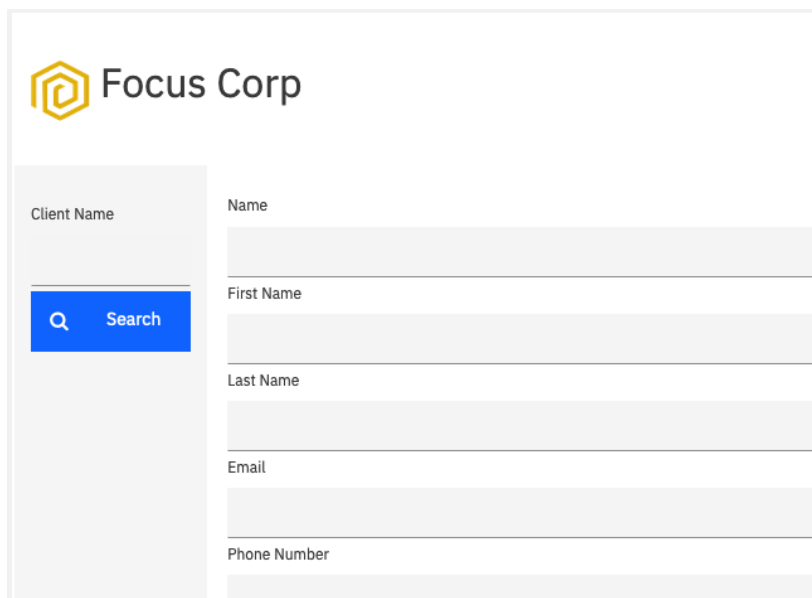 Focus Corp
Client Name
Search
Name
First Name
Last Name
Email
Phone Number